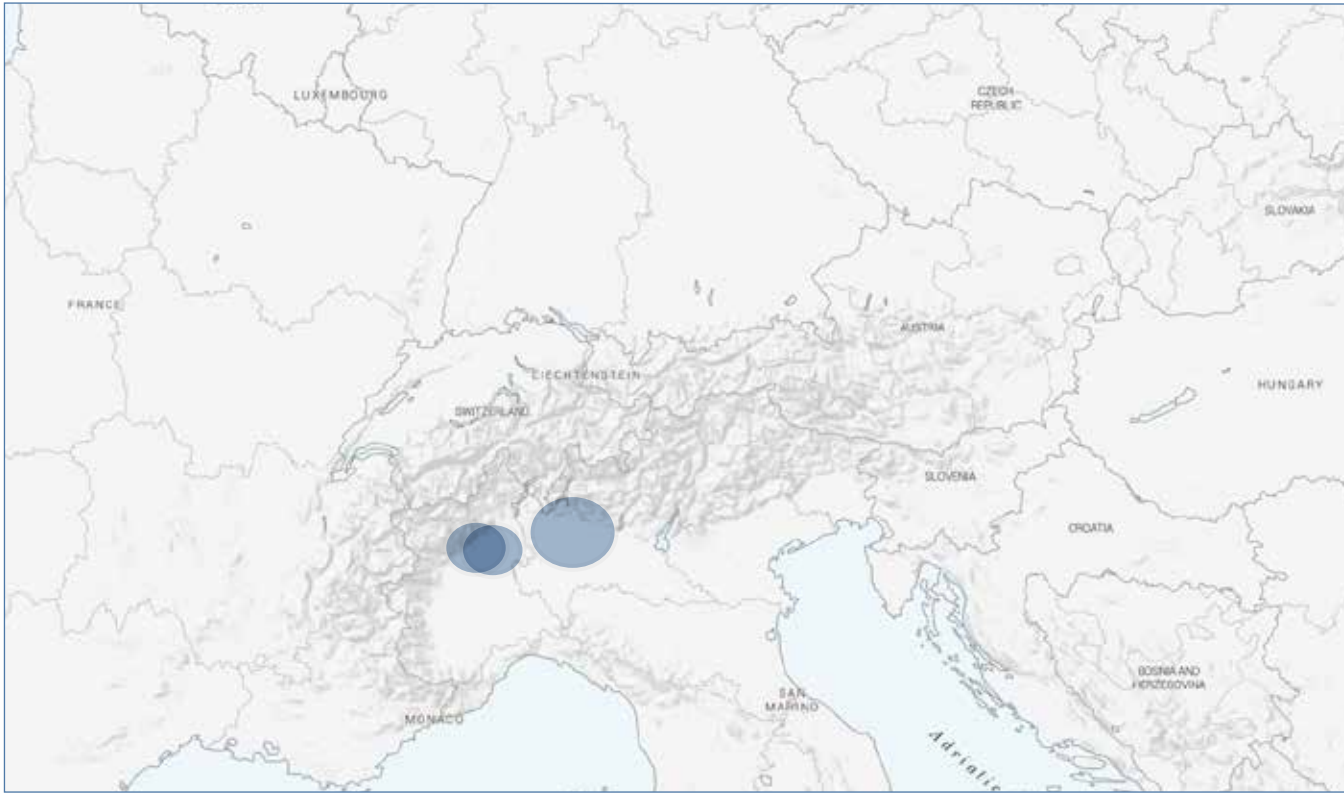 LUXEMBOURG
CZECH
REPUBLIC
SLOVAKIA
FRANCE
AUSTRIA
LIECHTENSTEIN
HUNGARY
SWITZERLAND
SLOVENIA
CROATIA
BOSNIA AND
HERZEGOVINA
SAN
MARINO
MONACO
Adriatic